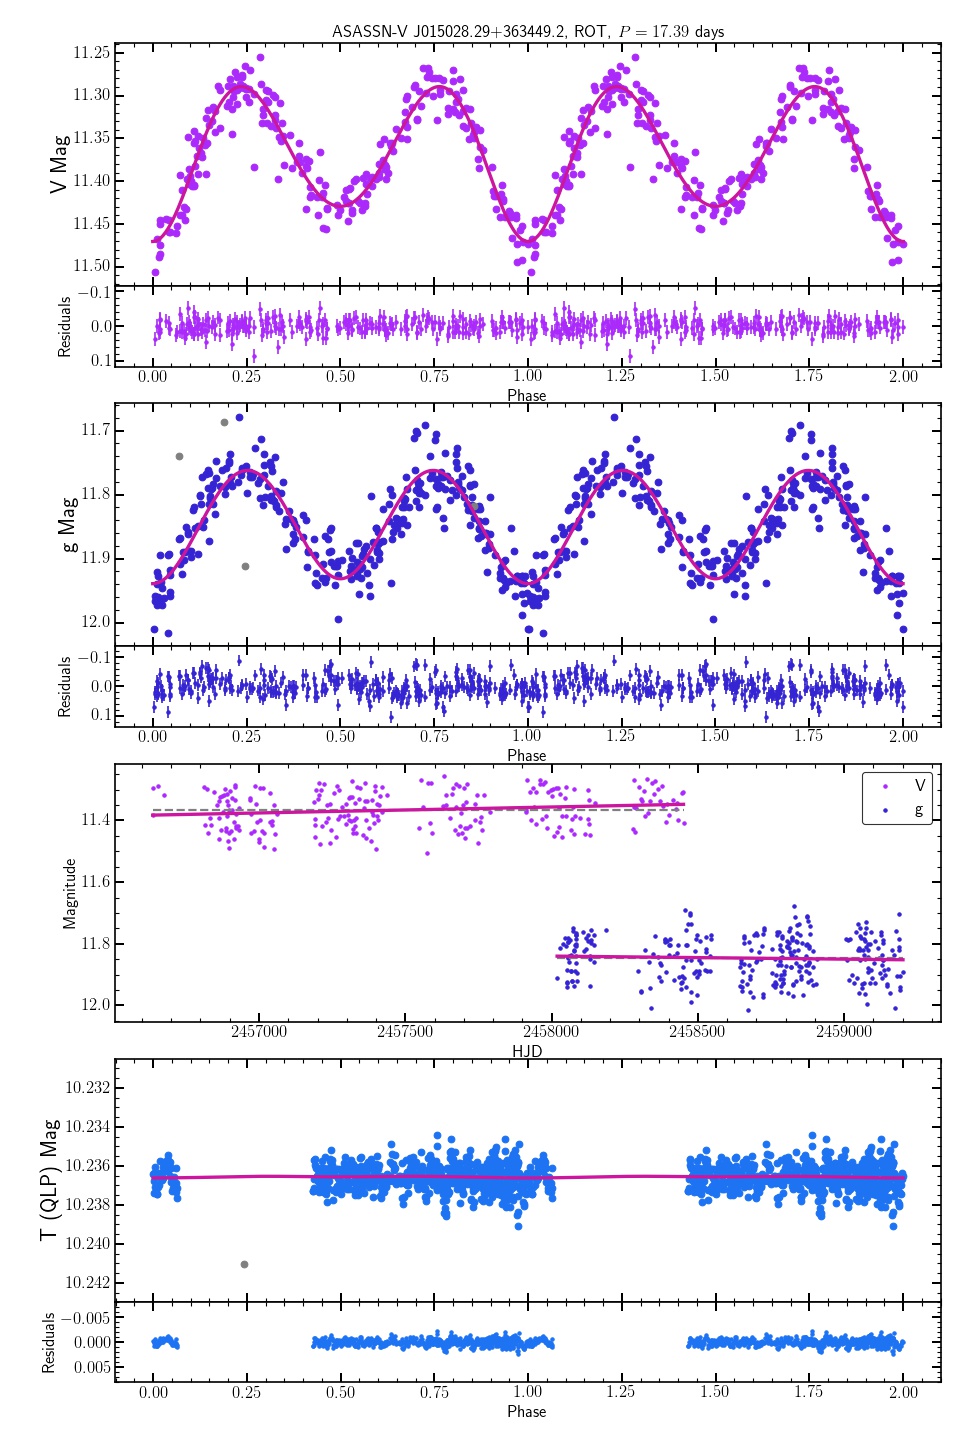 ASASSN-V J015028.29+363449.2, ROT, P = 17.39 days
11.25
11.30
11.35
11.40
11.45
11.50
V Mag
−0.1
0.0
0.1
Residuals
0.00 0.25 0.50 0.75 1.00 1.25 1.50 1.75 2.00
Phase
11.7
11.8
11.9
12.0
g Mag
−0.1
0.0
0.1
Residuals
0.00 0.25 0.50 0.75 1.00 1.25 1.50 1.75 2.00
Phase
V
g
11.4
11.6
11.8
12.0
Magnitude
2457000 2457500 2458000 2458500 2459000
HJD
10.232
10.234
10.236
10.238
10.240
10.242
T (QLP) Mag
−0.005
0.000
0.005
Residuals
0.00 0.25 0.50 0.75 1.00 1.25 1.50 1.75 2.00
Phase